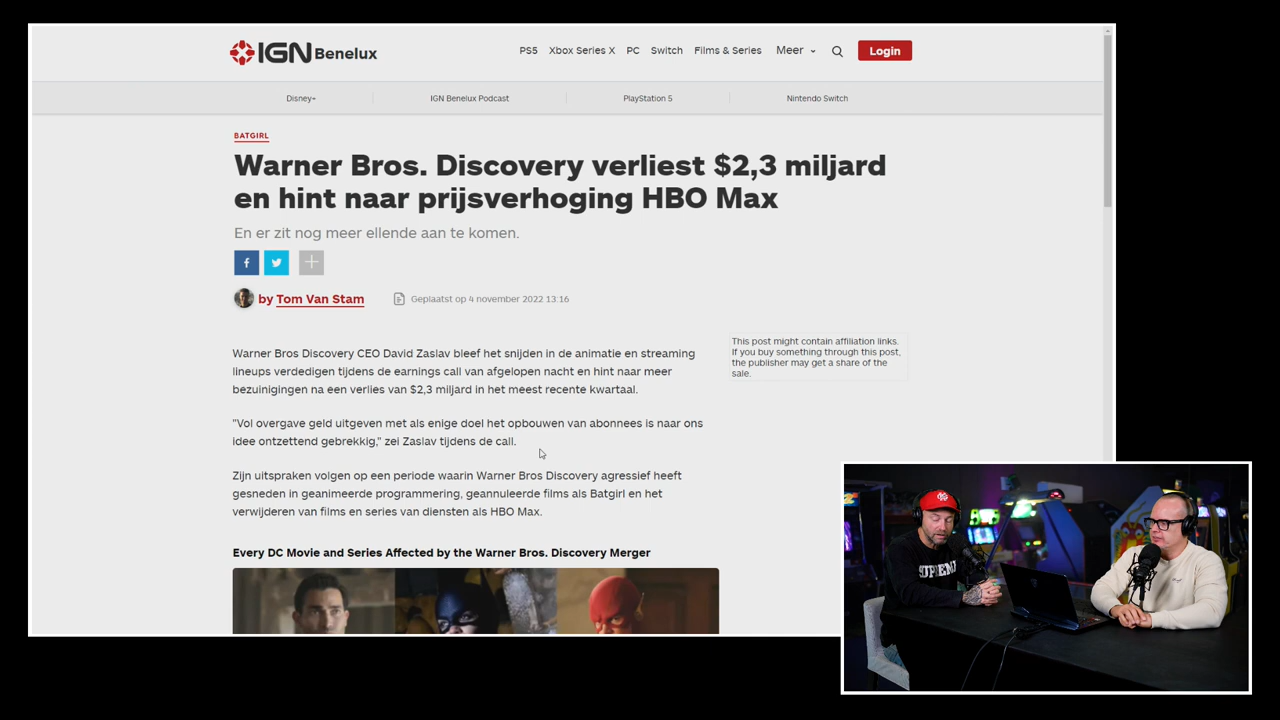 IGN Benelux
PS5 Xbox Series X PC Switch Films & Series Meer Login
Disney+ IGN Benelux Podcast PlayStation 5 Nintendo Switch
BATGIRL
Warner Bros. Discovery verliest $2,3 miljard
en hint naar prijsverhoging HBO Max
En er zit nog meer ellende aan te komen.
by Tom Van Stam Geplaatst op 4 november 2022 13:16
Warner Bros Discovery CEO David Zaslav bleef het snijden in de animatie en streaming
lineups verdedigen tijdens de earnings call van afgelopen nacht en hint naar meer
bezuinigingen na een verlies van $2,3 miljard in het meest recente kwartaal.
"Vol overgave geld uitgeven met als enige doel het opbouwen van abonnees is naar ons
idee ontzettend gebrekkig," zei Zaslav tijdens de call.
Zijn uitspraken volgen op een periode waarin Warner Bros Discovery agressief heeft
gesneden in geanimeerde programmering, geannuleerde films als Batgirl en het
verwijderen van films en series van diensten als HBO Max.
Every DC Movie and Series Affected by the Warner Bros. Discovery Merger
This post might contain affiliation links.
If you buy something through this post,
the publisher may get a share of the
sale.